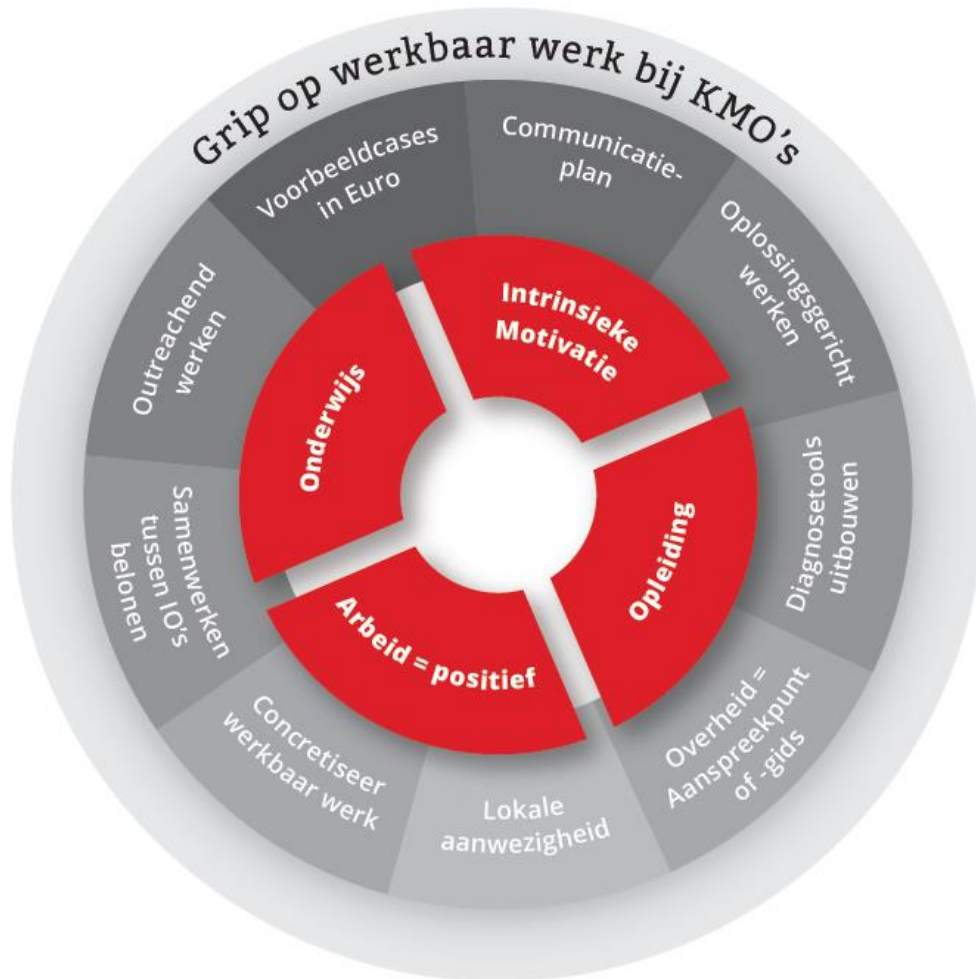 Grip op werkbaar werk bij KMO's
Voorbeeldcases
in Euro
Communicatie-
plan
Oplossingsgericht
werken
Diagnosetools
uitbouwen
Overheid =
Aanspreekpunt
of -gids
Lokale
aanwezigheid
Concretiseer
werkbaar werk
Samenwerken
tussen IO's
belonen
Outreachend
werken
Intrinsieke
Motivatie
Opleiding
Arbeid = positief
Onderwijs